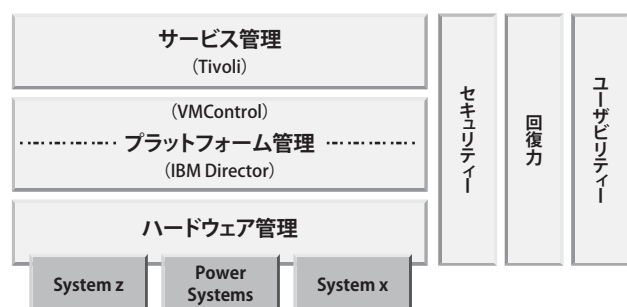 サービス管理
（Tivoli）
（VMControl）
プラットフォーム管理
（IBM Director）
ハードウェア管理
System z
Power
Systems
System x
セキュリティー
回復力
ユーザビリティー